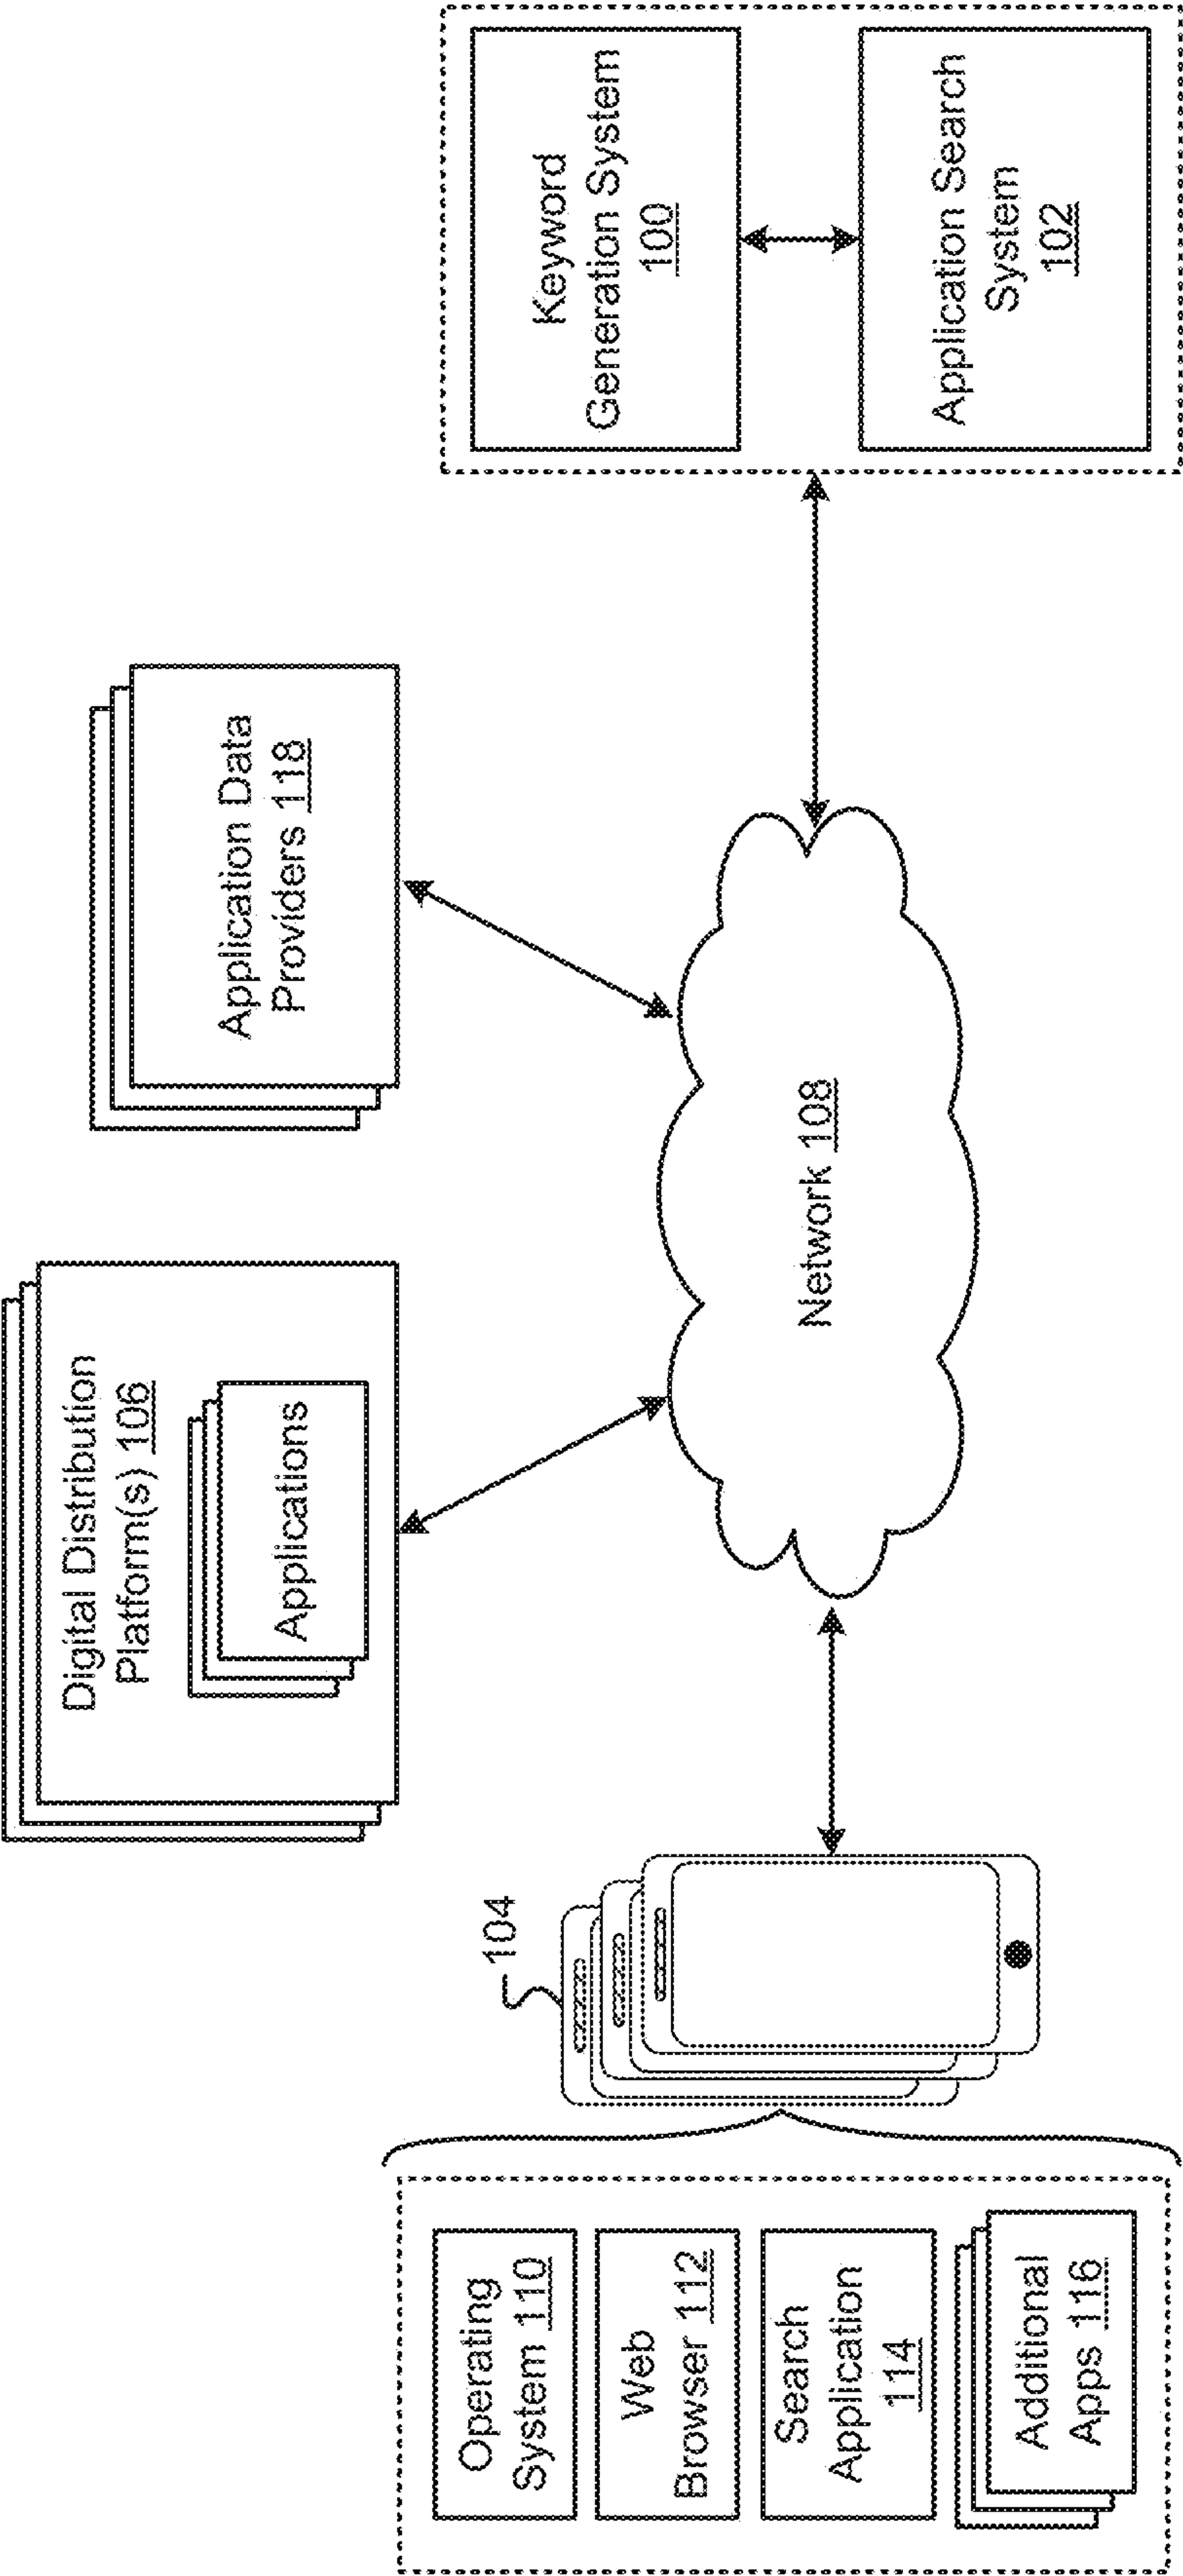 Digital Distribution
Platform(s) 106
Applications
Application Data
Providers 118
104
Operating
System 110
Web
Browser 112
Search
Application
114
Additional
Apps 116
Network 108
Keyword
Generation System
100
Application Search
System
102